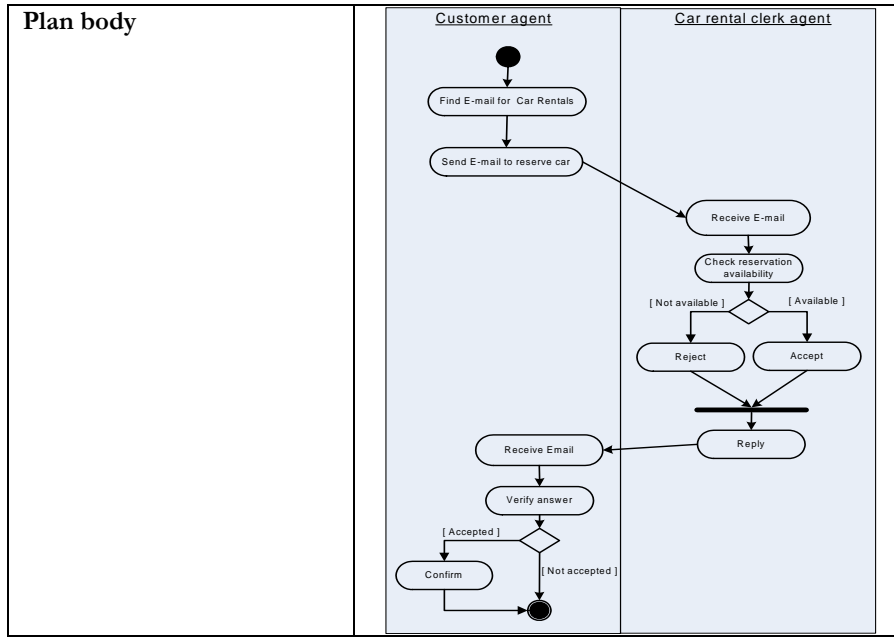 Plan body
Customer agent
Car rental clerk agent
Find E-mail for Car Rentals
Send E-mail to reserve car
Receive E-mail
Check reservation
availability
[ Not available ]
[ Available ]
Reject
Accept
Reply
Receive Email
Verify answer
[ Accepted ]
[ Not accepted ]
Confirm